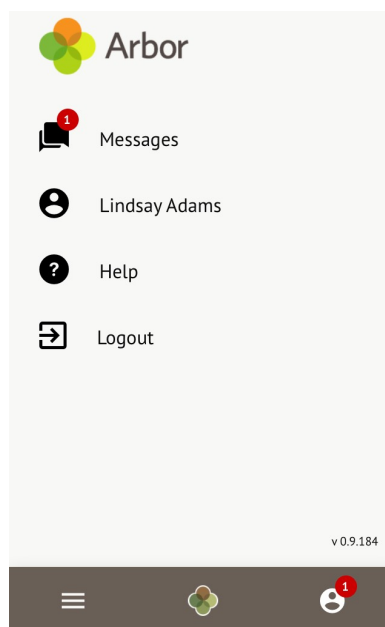 Arbor
1
Messages
Lindsay Adams
?
Help
Logout
v 0.9.184
1